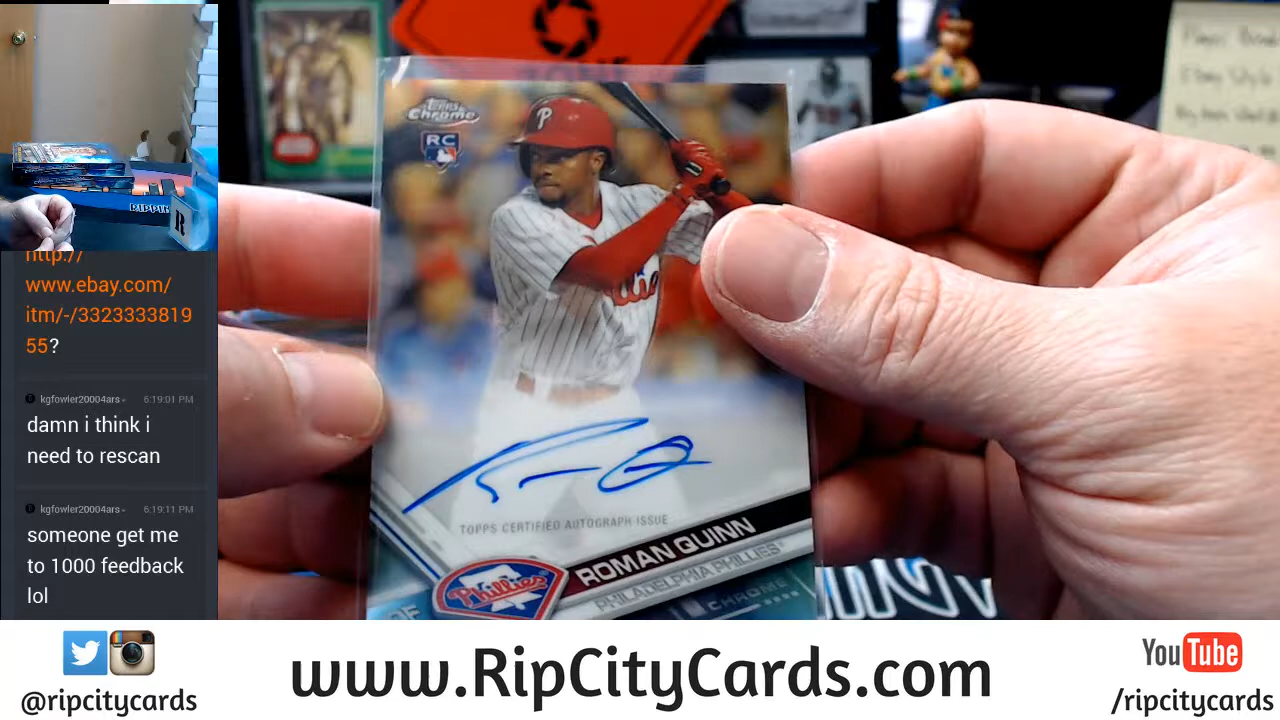 http://
www.ebay.com/
itm/-/3323333819
55?
kgfowler20004ars
6:19:01 PM
damn i think i
need to rescan
kgfowler20004ars
6:19:11 PM
someone get me
to 1000 feedback
lol
Topps
Chrome
RC
P
TOPPS CERTIFIED AUTOGRAPH ISSUE
Phillies
ROMAN QUINN
PHILADELPHIA PHILLIES
CHROME
OF
R
@ripcitycards
www.RipCityCards.com
YouTube
/ripcitycards